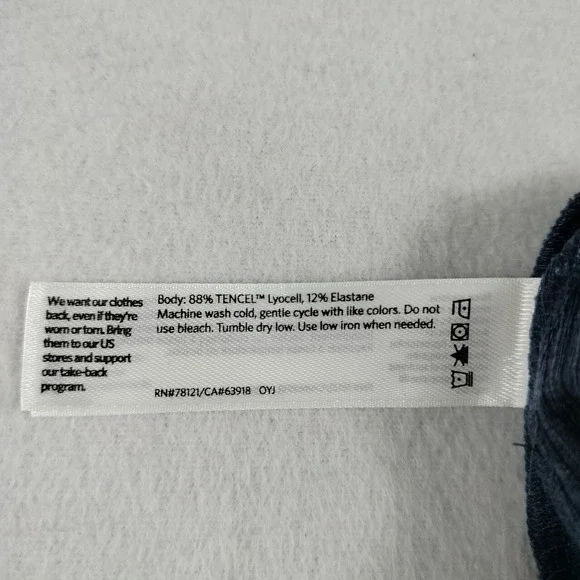 We want our clothes
back, even if they're
worn or torn. Bring
them to our US
stores and support
our take-back
program.
Body: 88% TENCEL™ Lyocell, 12% Elastane
Machine wash cold, gentle cycle with like colors. Do not
use bleach. Tumble dry low. Use low iron when needed.
RN#78121/CA#63918 OYJ